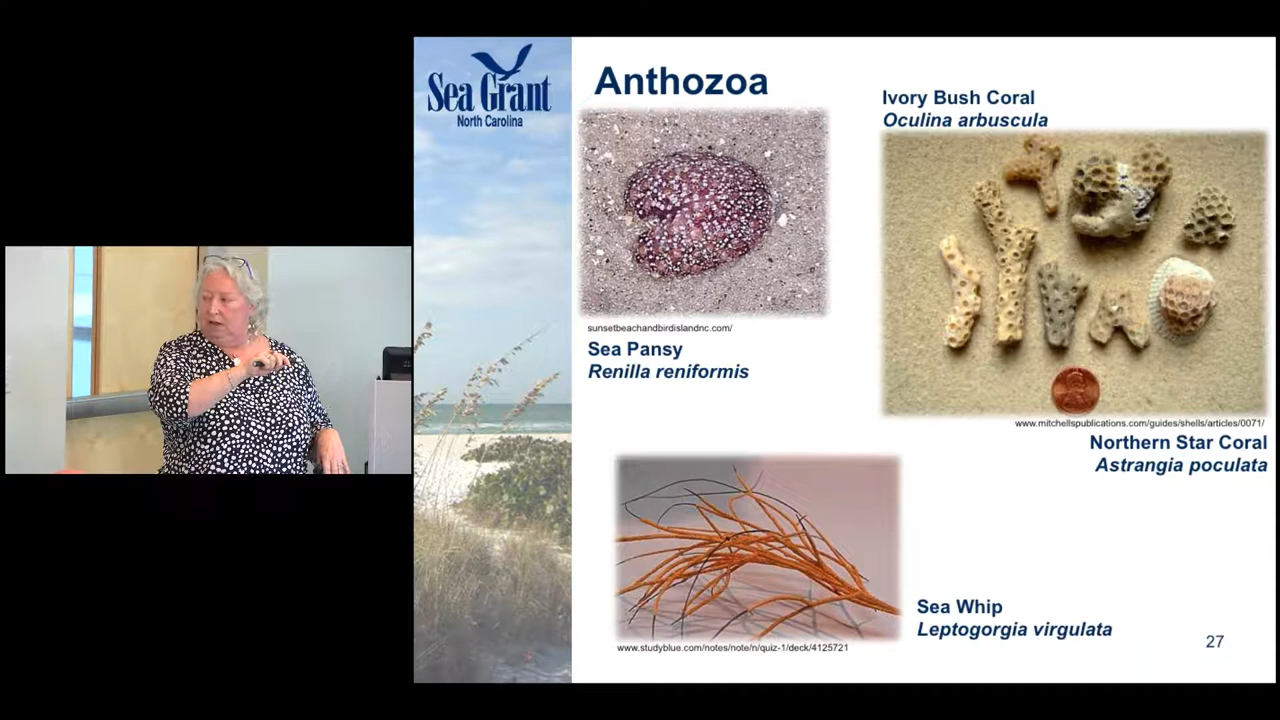 Sea Grant
North Carolina
Anthozoa
Ivory Bush Coral
Oculina arbuscula
sunsetbeachandbirdislandnc.com/
Sea Pansy
Renilla reniformis
www.mitchellspublications.com/guides/shells/articles/0071/
Northern Star Coral
Astrangia poculata
www.studyblue.com/notes/note/n/quiz-1/deck/4125721
Sea Whip
Leptogorgia virgulata
27